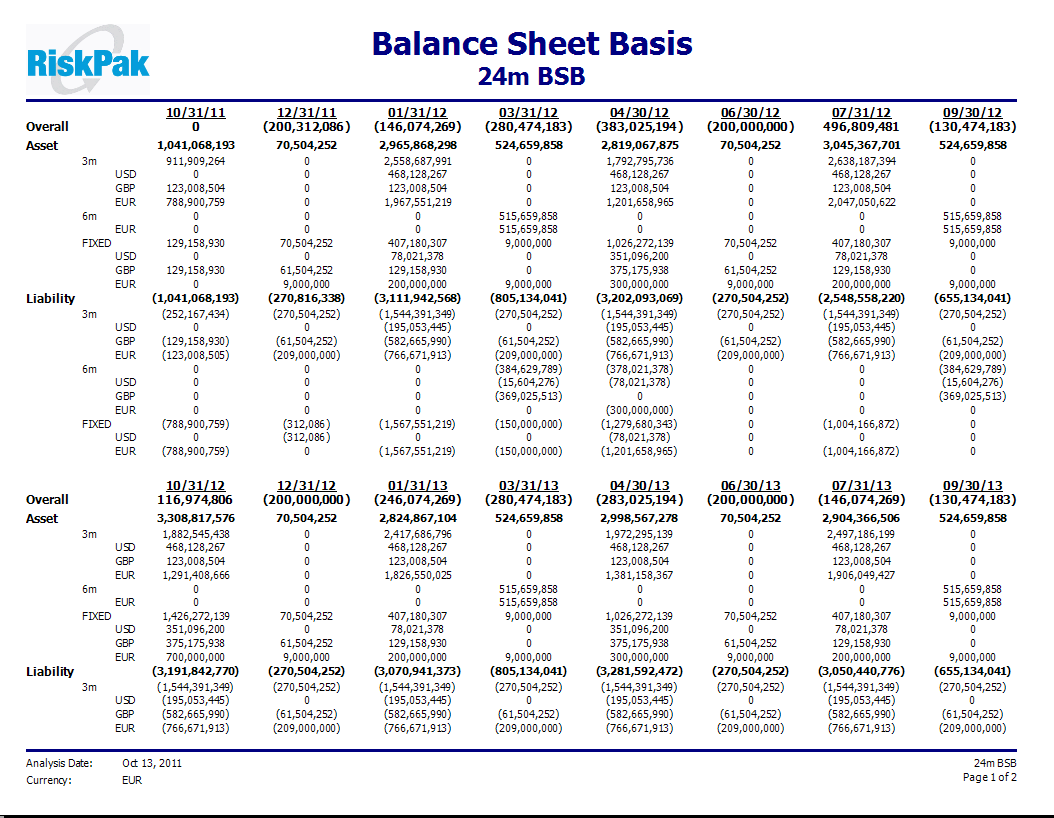 RiskPak
Balance Sheet Basis
24m BSB
10/31/11 12/31/11 01/31/12 03/31/12 04/30/12 06/30/12 07/31/12 09/30/12
Overall 0 (200,312,086) (146,074,269) (280,474,183) (383,025,194) (200,000,000) 496,809,481 (130,474,183)
Asset 1,041,068,193 70,504,252 2,965,868,298 524,659,858 2,819,067,875 70,504,252 3,045,367,701 524,659,858
3m 911,909,264 0 2,558,687,991 0 1,792,795,736 0 2,638,187,394 0
USD 0 0 468,128,267 0 468,128,267 0 468,128,267 0
GBP 123,008,504 0 123,008,504 0 123,008,504 0 123,008,504 0
EUR 788,900,759 0 1,967,551,219 0 1,201,658,965 0 2,047,050,622 0
6m 0 0 0 515,659,858 0 0 0 515,659,858
EUR 0 0 0 515,659,858 0 0 0 515,659,858
FIXED 129,158,930 70,504,252 407,180,307 9,000,000 1,026,272,139 70,504,252 407,180,307 9,000,000
USD 0 0 78,021,378 0 351,096,200 0 78,021,378 0
GBP 129,158,930 61,504,252 129,158,930 0 375,175,938 61,504,252 129,158,930 0
EUR 0 9,000,000 200,000,000 9,000,000 300,000,000 9,000,000 200,000,000 9,000,000
Liability (1,041,068,193) (270,816,338) (3,111,942,568) (805,134,041) (3,202,093,069) (270,504,252) (2,548,558,220) (655,134,041)
3m (252,167,434) (270,504,252) (1,544,391,349) (270,504,252) (1,544,391,349) (270,504,252) (1,544,391,349) (270,504,252)
USD 0 0 (195,053,445) 0 (195,053,445) 0 (195,053,445) 0
GBP (129,158,930) (61,504,252) (582,665,990) (61,504,252) (582,665,990) (61,504,252) (582,665,990) (61,504,252)
EUR (123,008,505) (209,000,000) (766,671,913) (209,000,000) (766,671,913) (209,000,000) (766,671,913) (209,000,000)
6m 0 0 0 (384,629,789) (378,021,378) 0 0 (384,629,789)
USD 0 0 0 (15,604,276) (78,021,378) 0 0 (15,604,276)
GBP 0 0 0 (369,025,513) 0 0 0 (369,025,513)
EUR 0 0 0 0 (300,000,000) 0 0 0
FIXED (788,900,759) (312,086) (1,567,551,219) (150,000,000) (1,279,680,343) 0 (1,004,166,872) 0
USD 0 (312,086) 0 0 (78,021,378) 0 0 0
EUR (788,900,759) 0 (1,567,551,219) (150,000,000) (1,201,658,965) 0 (1,004,166,872) 0
10/31/12 12/31/12 01/31/13 03/31/13 04/30/13 06/30/13 07/31/13 09/30/13
Overall 116,974,806 (200,000,000) (246,074,269) (280,474,183) (283,025,194) (200,000,000) (146,074,269) (130,474,183)
Asset 3,308,817,576 70,504,252 2,824,867,104 524,659,858 2,998,567,278 70,504,252 2,904,366,506 524,659,858
3m 1,882,545,438 0 2,417,686,796 0 1,972,295,139 0 2,497,186,199 0
USD 468,128,267 0 468,128,267 0 468,128,267 0 468,128,267 0
GBP 123,008,504 0 123,008,504 0 123,008,504 0 123,008,504 0
EUR 1,291,408,666 0 1,826,550,025 0 1,381,158,367 0 1,906,049,427 0
6m 0 0 0 515,659,858 0 0 0 515,659,858
EUR 0 0 0 515,659,858 0 0 0 515,659,858
FIXED 1,426,272,139 70,504,252 407,180,307 9,000,000 1,026,272,139 70,504,252 407,180,307 9,000,000
USD 351,096,200 0 78,021,378 0 351,096,200 0 78,021,378 0
GBP 375,175,938 61,504,252 129,158,930 0 375,175,938 61,504,252 129,158,930 0
EUR 700,000,000 9,000,000 200,000,000 9,000,000 300,000,000 9,000,000 200,000,000 9,000,000
Liability (3,191,842,770) (270,504,252) (3,070,941,373) (805,134,041) (3,281,592,472) (270,504,252) (3,050,440,776) (655,134,041)
3m (1,544,391,349) (270,504,252) (1,544,391,349) (270,504,252) (1,544,391,349) (270,504,252) (1,544,391,349) (270,504,252)
USD (195,053,445) 0 (195,053,445) 0 (195,053,445) 0 (195,053,445) 0
GBP (582,665,990) (61,504,252) (582,665,990) (61,504,252) (582,665,990) (61,504,252) (582,665,990) (61,504,252)
EUR (766,671,913) (209,000,000) (766,671,913) (209,000,000) (766,671,913) (209,000,000) (766,671,913) (209,000,000)
Analysis Date: Oct 13, 2011 24m BSB
Currency: EUR Page 1 of 2